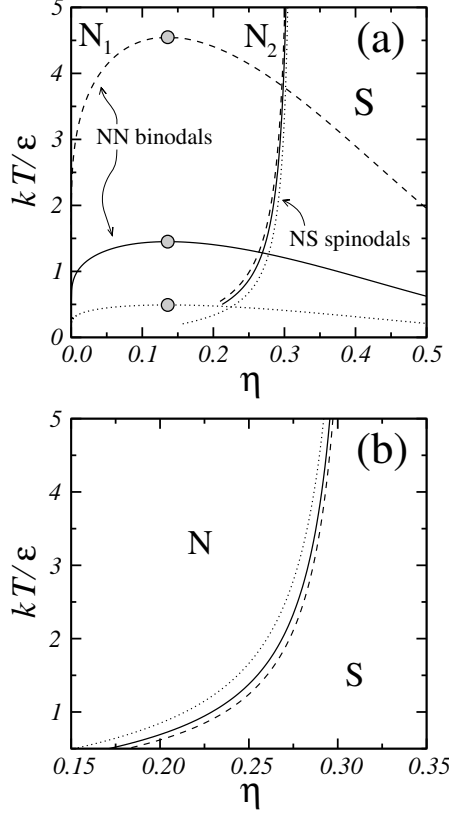 N₁ N₂ (a)
5
4
3
2
1
0
kT/ε
S
NN binodals
NS spinodals
0.0 0.1 0.2 0.3 0.4 0.5
η
(b)
5
4
3
2
1
kT/ε
N
S
0.15 0.20 0.25 0.30 0.35
η